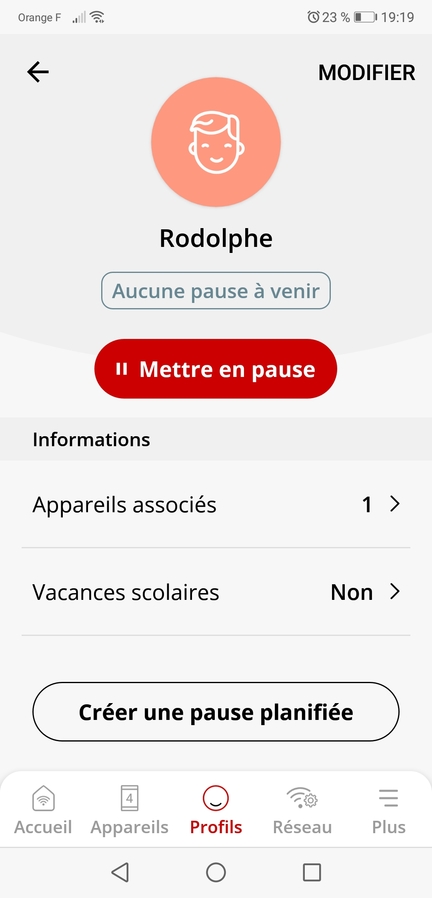 Orange F 23 % 19:19
MODIFIER
Rodolphe
Aucune pause à venir
Mettre en pause
Informations
Appareils associés 1
Vacances scolaires Non
Créer une pause planifiée
4
Accueil Appareils Profils Réseau Plus